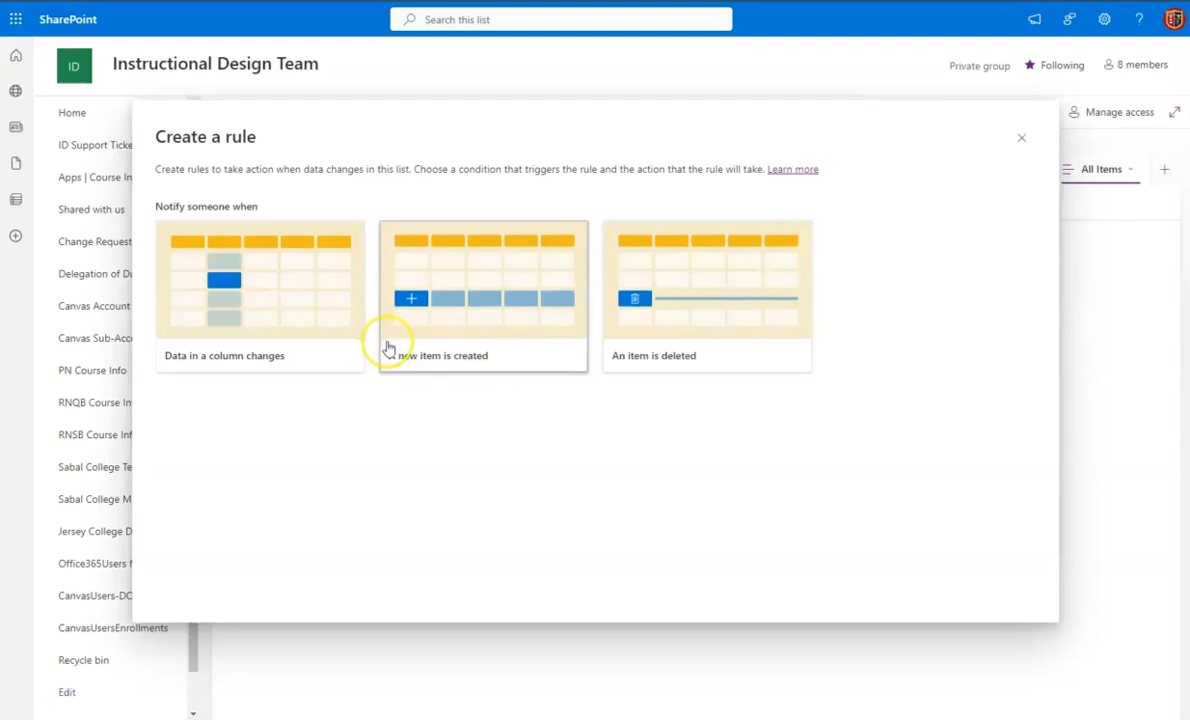 SharePoint
Search this list
ID
Instructional Design Team
Private group
Following
8 members
Home
ID Support Ticke
Apps | Course In
Shared with us
Change Request
Delegation of Du
Canvas Account
Canvas Sub-Acc
PN Course Info
RNQB Course In
RNSB Course Inf
Sabal College Te
Sabal College M
Jersey College D
Office365Users f
CanvasUsers-DC
CanvasUsersEnrollments
Recycle bin
Edit
Manage access
All Items
Create a rule
Create rules to take action when data changes in this list. Choose a condition that triggers the rule and the action that the rule will take. Learn more
Notify someone when
Data in a column changes
new item is created
An item is deleted